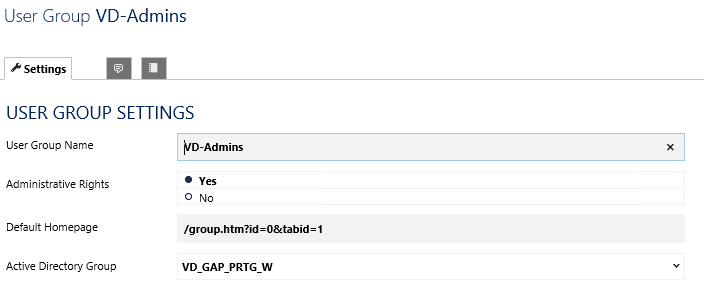 User Group VD-Admins
Settings
USER GROUP SETTINGS
User Group Name
VD-Admins
Administrative Rights
Yes
No
Default Homepage
/group.htm?id=0&tabid=1
Active Directory Group
VD_GAP_PRTG_W